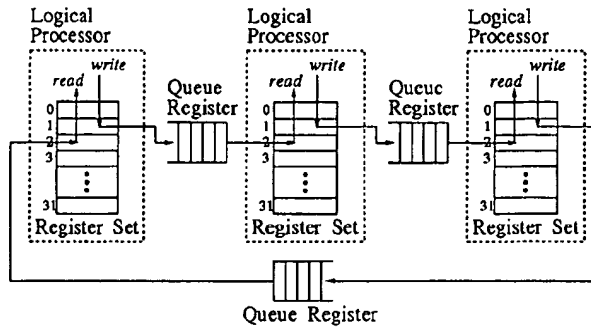 Logical
Processor
write
read
0
1
2
3
31
Register Set
Queue
Register
Logical
Processor
write
read
0
1
2
3
31
Register Set
Queue
Register
Logical
Processor
write
read
0
1
2
3
31
Register Set
Queue Register